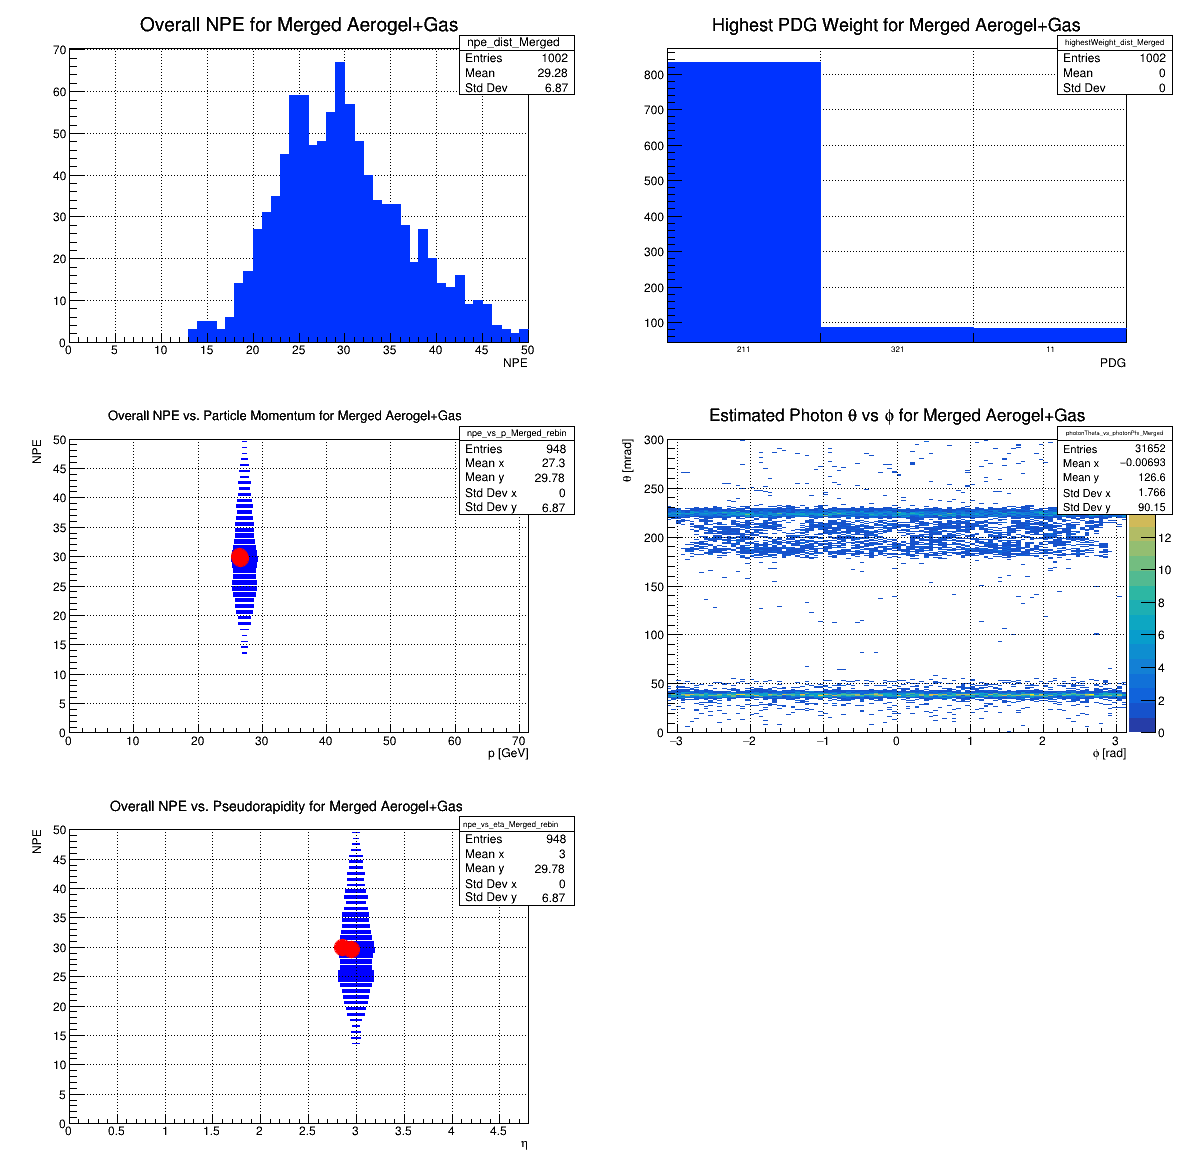 Overall NPE for Merged Aerogel+Gas
npe_dist_Merged
Entries 1002
Mean 29.28
Std Dev 6.87
70
60
50
40
30
20
10
0
0 5 10 15 20 25 30 35 40 45 50
NPE
Highest PDG Weight for Merged Aerogel+Gas
highestWeight_dist_Merged
Entries 1002
Mean 0
Std Dev 0
800
700
600
500
400
300
200
100
211 321 11
PDG
Overall NPE vs. Particle Momentum for Merged Aerogel+Gas
npe_vs_p_Merged_rebin
Entries 948
Mean x 27.3
Mean y 29.78
Std Dev x 0
Std Dev y 6.87
NPE
50
45
40
35
30
25
20
15
10
5
0
0 10 20 30 40 50 60 70
p [GeV]
Estimated Photon θ vs ϕ for Merged Aerogel+Gas
photonTheta_vs_photonPhi_Merged
Entries 31652
Mean x −0.00693
Mean y 126.6
Std Dev x 1.766
Std Dev y 90.15
θ [mrad]
300
250
200
150
100
50
0
−3 −2 −1 0 1 2 3
ϕ [rad]
12
10
8
6
4
2
0
Overall NPE vs. Pseudorapidity for Merged Aerogel+Gas
npe_vs_eta_Merged_rebin
Entries 948
Mean x 3
Mean y 29.78
Std Dev x 0
Std Dev y 6.87
NPE
50
45
40
35
30
25
20
15
10
5
0
0 0.5 1 1.5 2 2.5 3 3.5 4 4.5
η